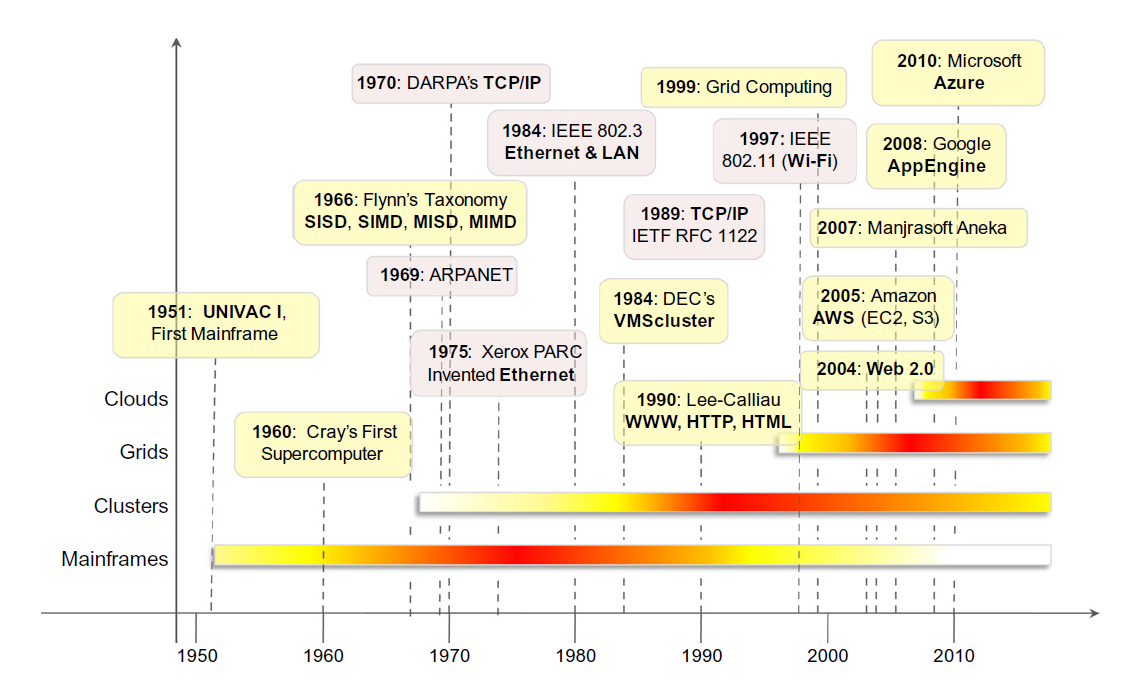 2010: Microsoft
Azure
1970: DARPA's TCP/IP
1999: Grid Computing
1984: IEEE 802.3
Ethernet & LAN
1997: IEEE
802.11 (Wi-Fi)
2008: Google
AppEngine
1966: Flynn's Taxonomy
SISD, SIMD, MISD, MIMD
1989: TCP/IP
IETF RFC 1122
2007: Manjrasoft Aneka
1969: ARPANET
1951: UNIVAC I,
First Mainframe
1984: DEC's
VMScluster
2005: Amazon
AWS (EC2, S3)
1975: Xerox PARC
Invented Ethernet
2004: Web 2.0
Clouds
1990: Lee-Calliau
WWW, HTTP, HTML
1960: Cray's First
Supercomputer
Grids
Clusters
Mainframes
1950 1960 1970 1980 1990 2000 2010